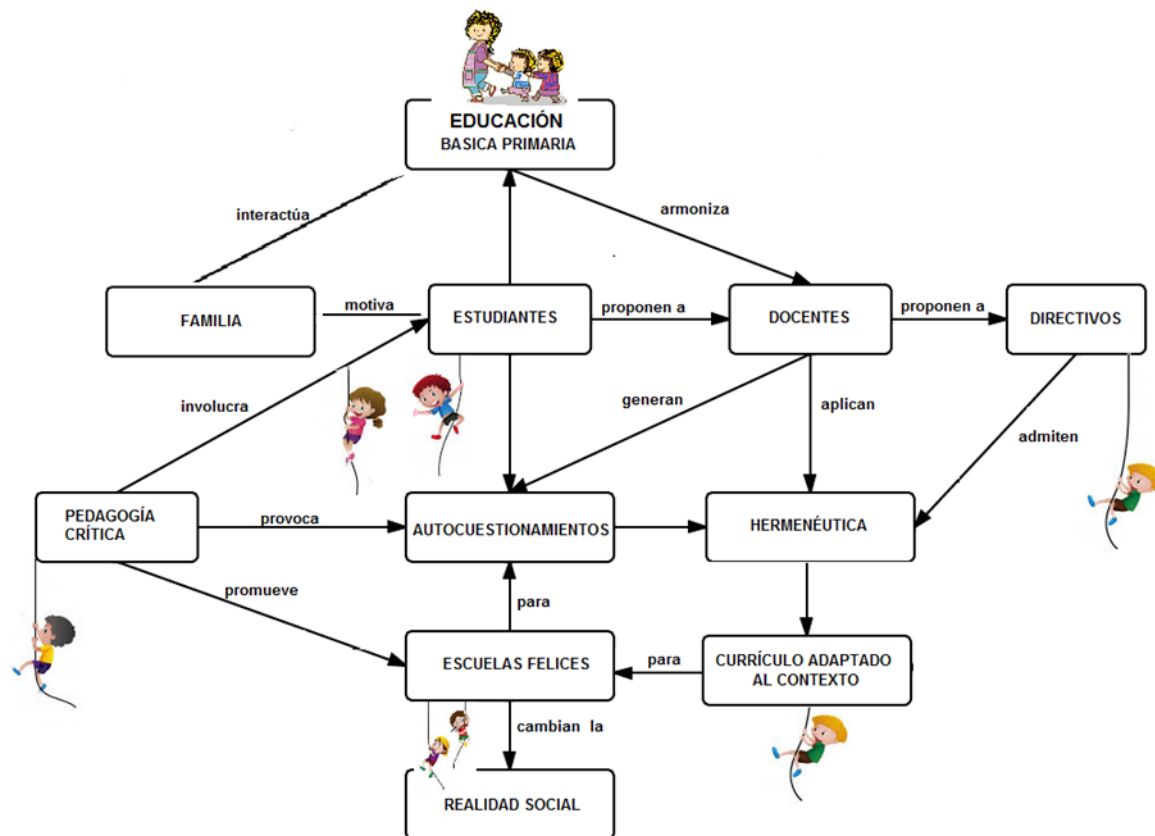 EDUCACIÓN
BASICA PRIMARIA
interactúa
armoniza
FAMILIA
motiva
ESTUDIANTES
proponen a
DOCENTES
proponen a
DIRECTIVOS
involucra
generan
aplican
admiten
PEDAGOGÍA
CRÍTICA
provoca
AUTOCUESTIONAMIENTOS
HERMENÉUTICA
promueve
para
ESCUELAS FELICES
para
CURRÍCULO ADAPTADO
AL CONTEXTO
cambian la
REALIDAD SOCIAL